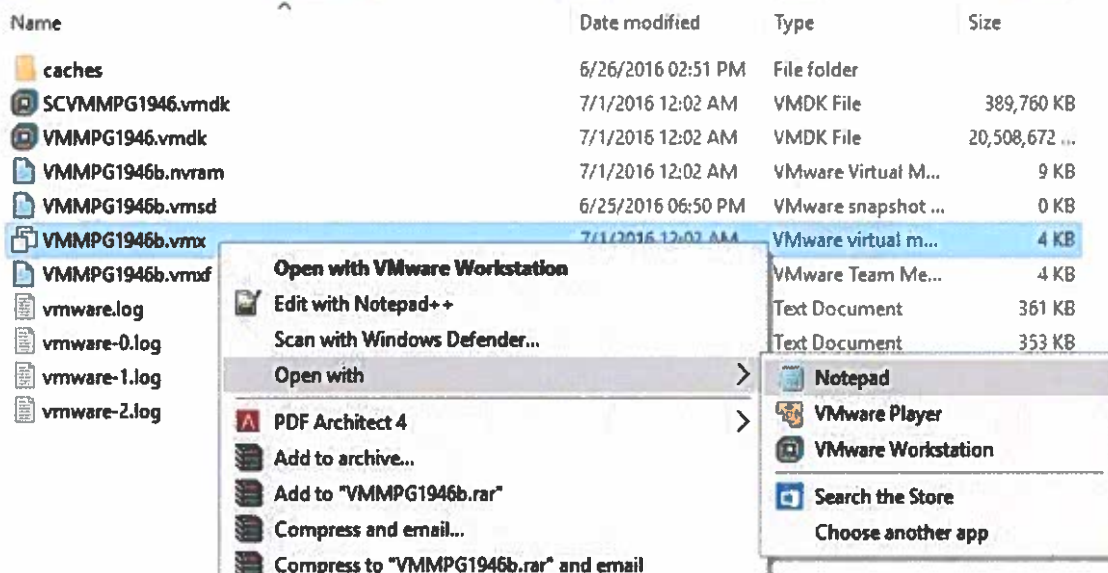 Name Date modified Type Size
caches 6/26/2016 02:51 PM File folder
SCVMMPG1946.vmdk 7/1/2016 12:02 AM VMDK File 389,760 KB
VMMPG1946.vmdk 7/1/2016 12:02 AM VMDK File 20,508,672 ...
VMMPG1946b.nvram 7/1/2016 12:02 AM VMware Virtual M... 9 KB
VMMPG1946b.vmsd 6/25/2016 06:50 PM VMware snapshot ... 0 KB
VMMPG1946b.vmx 7/1/2016 12:02 AM VMware virtual m... 4 KB
VMMPG1946b.vmxf VMware Team Me... 4 KB
vmware.log Text Document 361 KB
vmware-0.log Text Document 353 KB
vmware-1.log
vmware-2.log
Open with VMware Workstation
Edit with Notepad++
Scan with Windows Defender...
Open with
PDF Architect 4
Add to archive...
Add to "VMMPG1946b.rar"
Compress and email...
Compress to "VMMPG1946b.rar" and email
Notepad
VMware Player
VMware Workstation
Search the Store
Choose another app